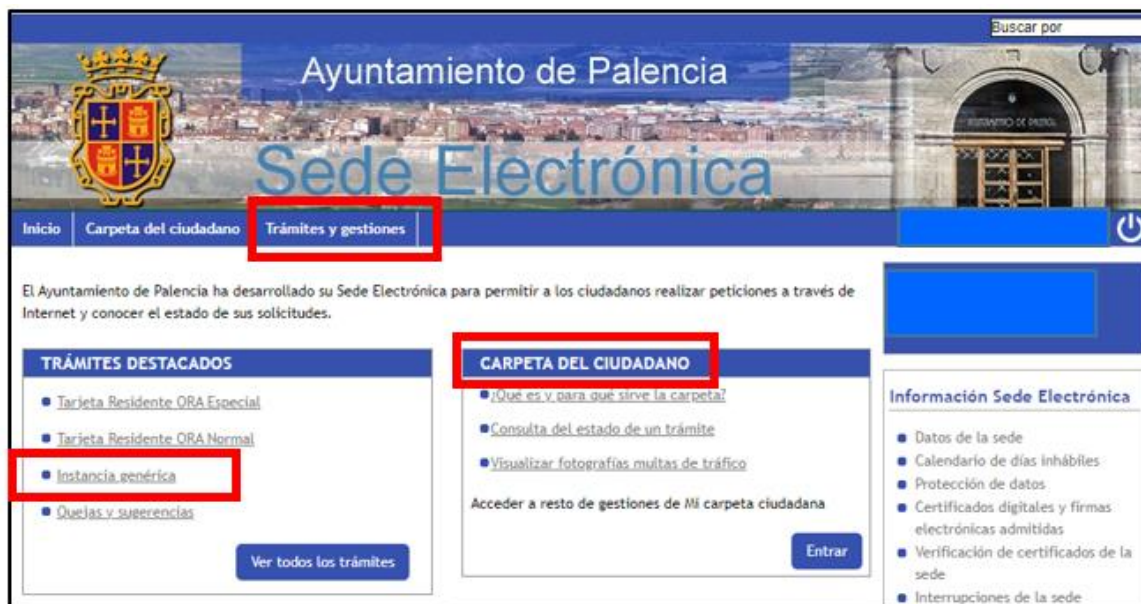 Buscar por
Ayuntamiento de Palencia
Sede Electrónica
AYUNTAMIENTO DE PALENCIA
Inicio
Carpeta del ciudadano
Trámites y gestiones
El Ayuntamiento de Palencia ha desarrollado su Sede Electrónica para permitir a los ciudadanos realizar peticiones a través de
Internet y conocer el estado de sus solicitudes.
TRÁMITES DESTACADOS
Tarjeta Residente ORA Especial
Tarjeta Residente ORA Normal
Instancia genérica
Quejas y sugerencias
Ver todos los trámites
CARPETA DEL CIUDADANO
¿Qué es y para qué sirve la carpeta?
Consulta del estado de un trámite
Visualizar fotografías multas de tráfico
Acceder a resto de gestiones de Mi carpeta ciudadana
Entrar
Información Sede Electrónica
Datos de la sede
Calendario de días inhábiles
Protección de datos
Certificados digitales y firmas
electrónicas admitidas
Verificación de certificados de la
sede
Interrupciones de la sede